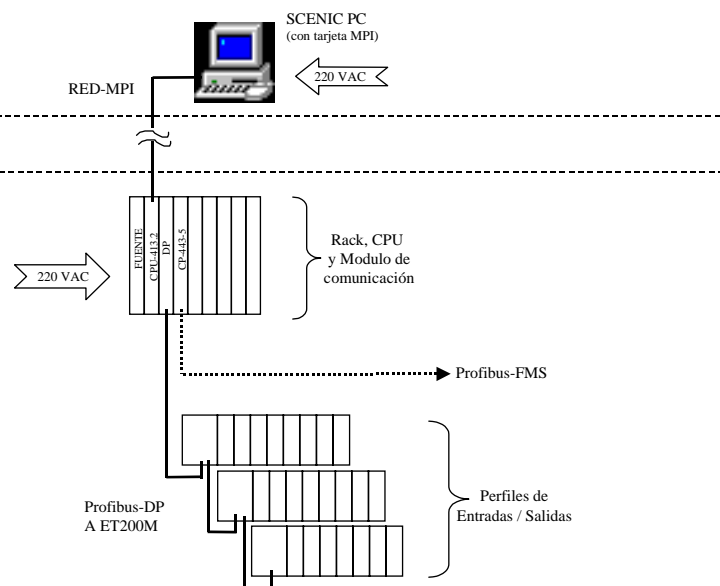 SCENIC PC
(con tarjeta MPI)
220 VAC
RED-MPI
FUENTE
CPU-413.2
DP
CP-443-5
Rack, CPU
y Modulo de
comunicación
220 VAC
Profibus-FMS
Profibus-DP
A ET200M
Perfiles de
Entradas / Salidas